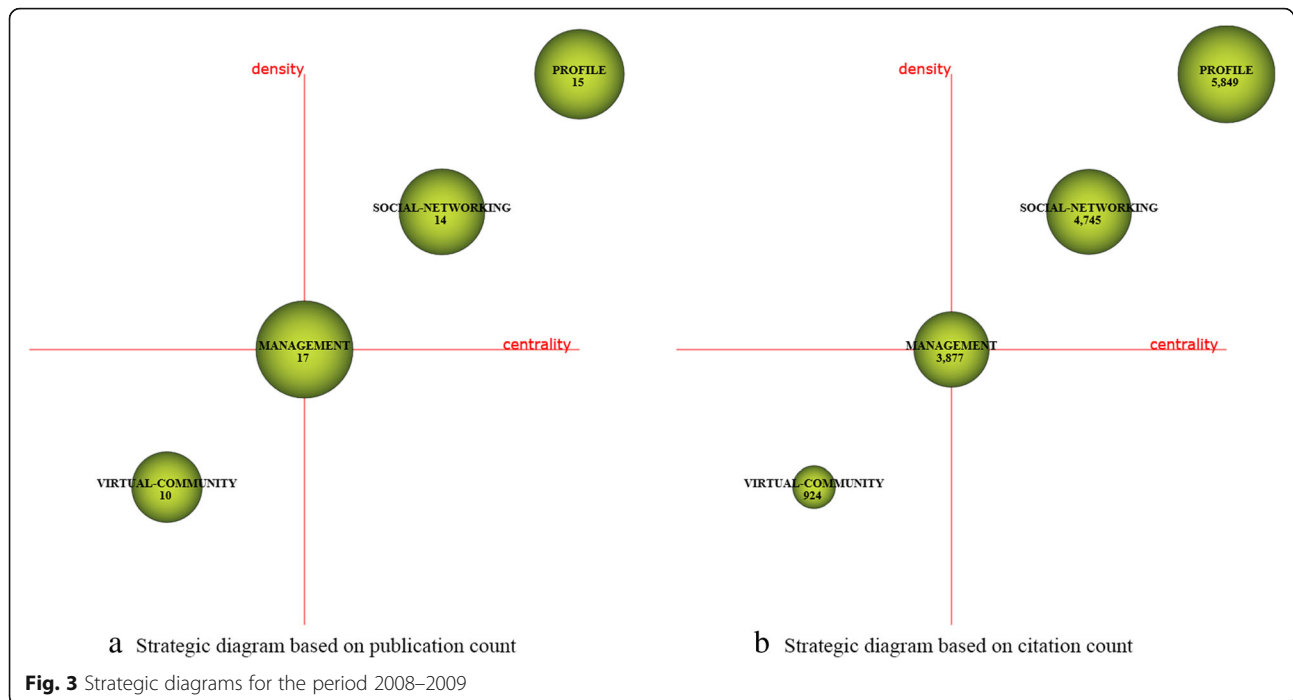 density
PROFILE
15
SOCIAL-NETWORKING
14
MANAGEMENT
17
centrality
VIRTUAL-COMMUNITY
10
a Strategic diagram based on publication count
density
PROFILE
5,849
SOCIAL-NETWORKING
4,745
MANAGEMENT
3,877
centrality
VIRTUAL-COMMUNITY
924
b Strategic diagram based on citation count
Fig. 3 Strategic diagrams for the period 2008–2009